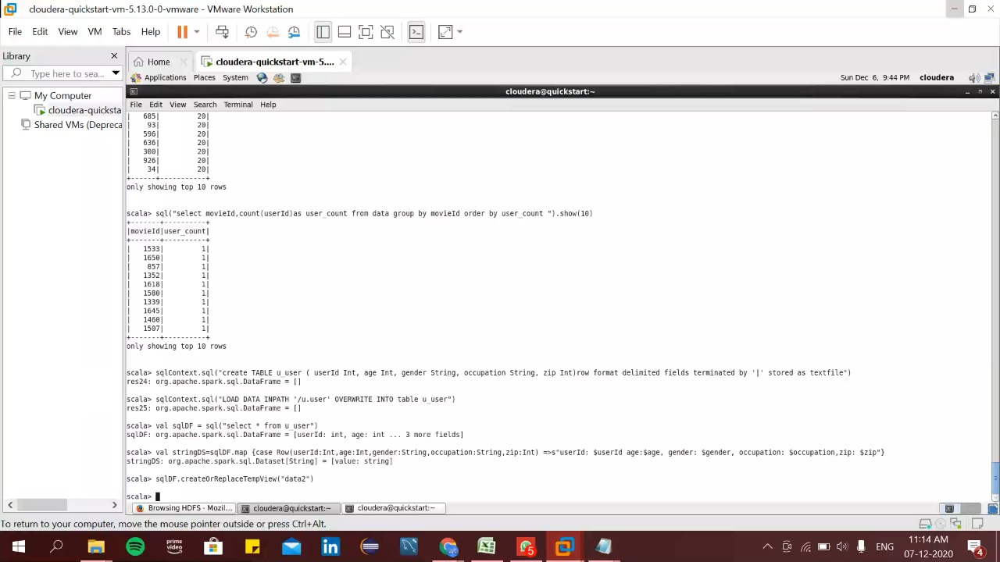 cloudera-quickstart-vm-5.13.0-0-vmware - VMware Workstation
File Edit View VM Tabs Help
Library
Home
cloudera-quickstart-vm-5....
Type here to sea...
My Computer
cloudera-quicksta
Shared VMs (Depreca
Applications Places System
Sun Dec 6, 9:44 PM cloudera
cloudera@quickstart:~
File Edit View Search Terminal Help
| 685| 20|
| 93| 20|
| 596| 20|
| 636| 20|
| 300| 20|
| 926| 20|
| 34| 20|
+------+----------+
only showing top 10 rows
scala> sql("select movieId,count(userId)as user_count from data group by movieId order by user_count ").show(10)
+-------+----------+
|movieId|user_count|
+-------+----------+
| 1533| 1|
| 1650| 1|
| 857| 1|
| 1352| 1|
| 1618| 1|
| 1580| 1|
| 1339| 1|
| 1645| 1|
| 1460| 1|
| 1507| 1|
+-------+----------+
only showing top 10 rows
scala> sqlContext.sql("create TABLE u_user ( userId Int, age Int, gender String, occupation String, zip Int)row format delimited fields terminated by '|' stored as textfile")
res24: org.apache.spark.sql.DataFrame = []
scala> sqlContext.sql("LOAD DATA INPATH '/u.user' OVERWRITE INTO table u_user")
res25: org.apache.spark.sql.DataFrame = []
scala> val sqlDF = sql("select * from u_user")
sqlDF: org.apache.spark.sql.DataFrame = [userId: int, age: int ... 3 more fields]
scala> val stringDS=sqlDF.map {case Row(userId:Int,age:Int,gender:String,occupation:String,zip:Int) =>s"userId: $userId age:$age, gender: $gender, occupation: $occupation,zip: $zip"}
stringDS: org.apache.spark.sql.Dataset[String] = [value: string]
scala> sqlDF.createOrReplaceTempView("data2")
scala>
Browsing HDFS - Mozil...
cloudera@quickstart:~
cloudera@quickstart:~
To return to your computer, move the mouse pointer outside or press Ctrl+Alt.
prime video
5
ENG
11:14 AM
07-12-2020
4